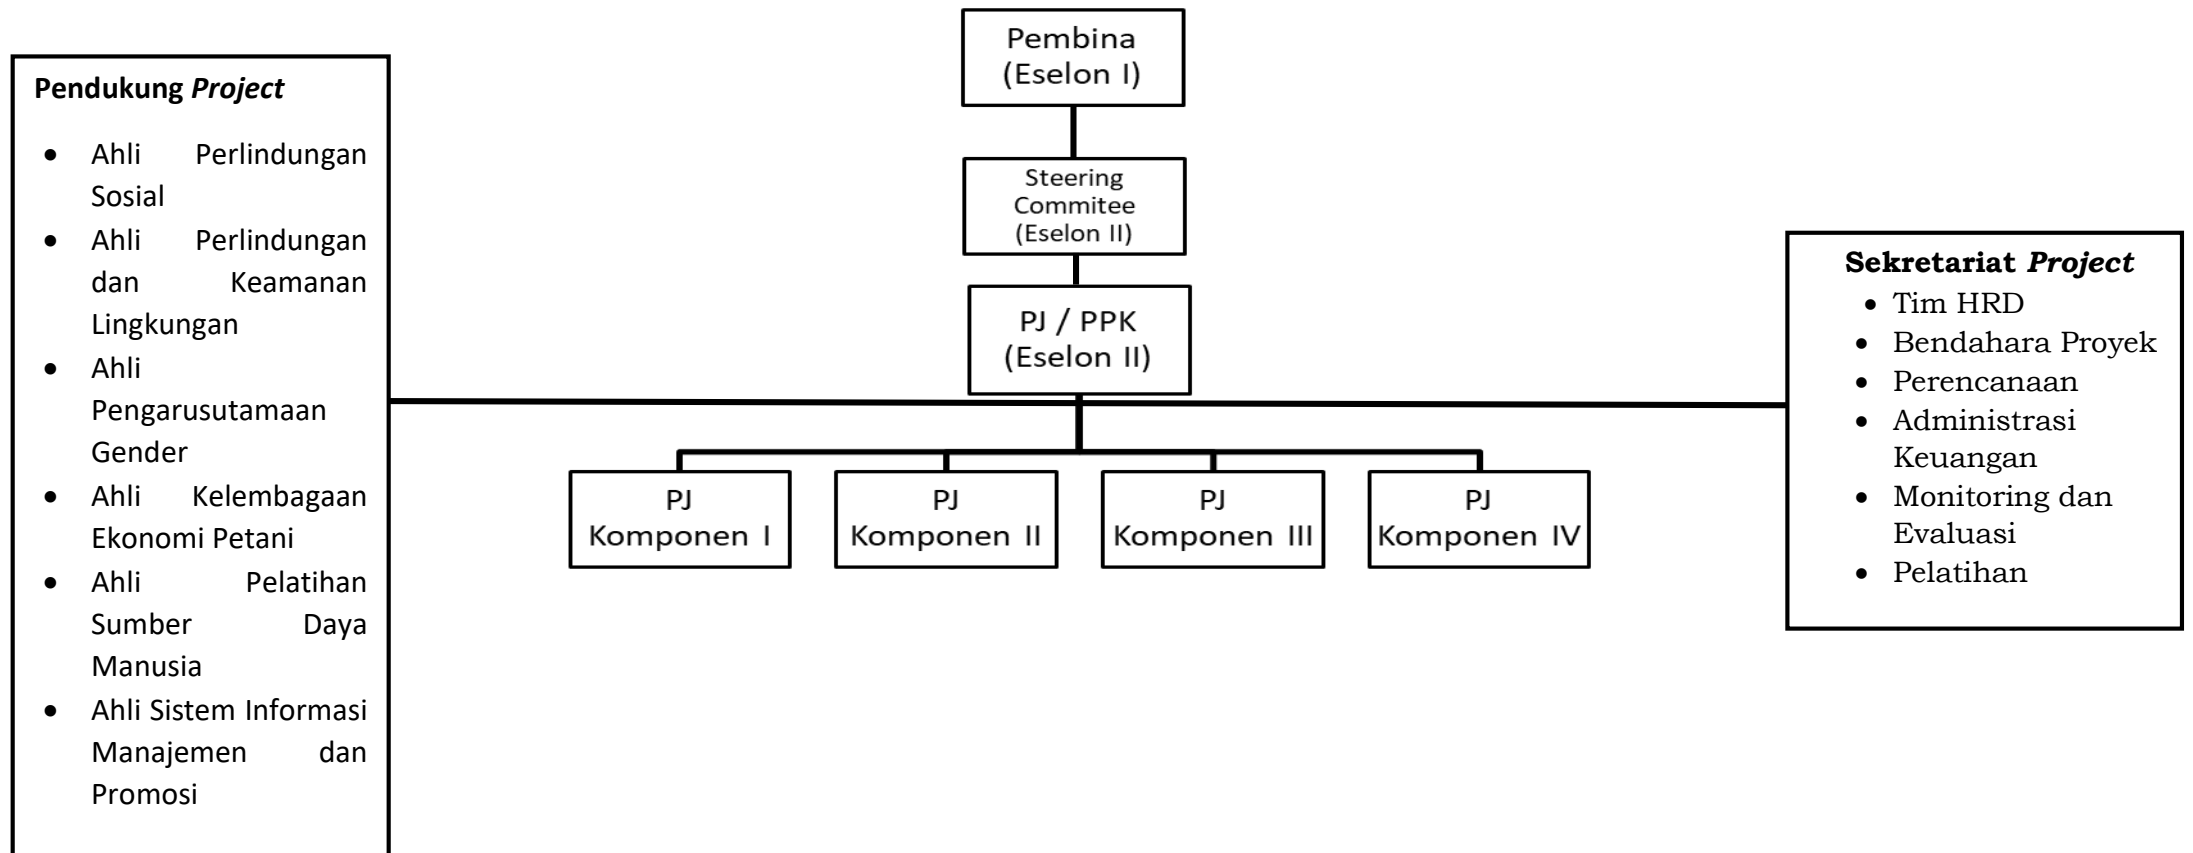 Pembina
(Eselon I)
Steering
Commitee
(Eselon II)
PJ / PPK
(Eselon II)
Pendukung Project
• Ahli Perlindungan
Sosial
• Ahli Perlindungan
dan Keamanan
Lingkungan
• Ahli
Pengarusutamaan
Gender
• Ahli Kelembagaan
Ekonomi Petani
• Ahli Pelatihan
Sumber Daya
Manusia
• Ahli Sistem Informasi
Manajemen dan
Promosi
PJ
Komponen I
PJ
Komponen II
PJ
Komponen III
PJ
Komponen IV
Sekretariat Project
• Tim HRD
• Bendahara Proyek
• Perencanaan
• Administrasi
Keuangan
• Monitoring dan
Evaluasi
• Pelatihan